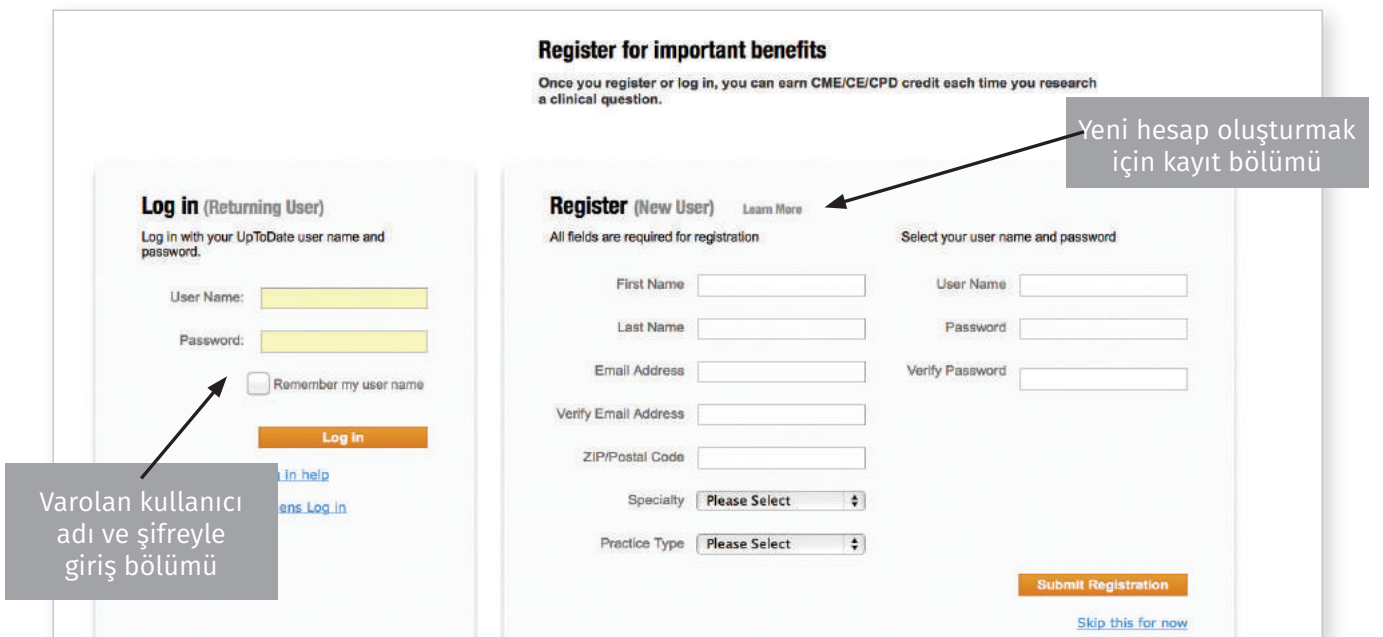 Register for important benefits
Once you register or log in, you can earn CME/CE/CPD credit each time you research
a clinical question.
Yeni hesap oluşturmak
için kayıt bölümü
Log in (Returning User)
Log in with your UpToDate user name and
password.
User Name:
Password:
Remember my user name
Log in
in help
ens Log in
Varolan kullanıcı
adı ve şifreyle
giriş bölümü
Register (New User) Learn More
All fields are required for registration
First Name
Last Name
Email Address
Verify Email Address
ZIP/Postal Code
Specialty Please Select
Practice Type Please Select
Select your user name and password
User Name
Password
Verify Password
Submit Registration
Skip this for now